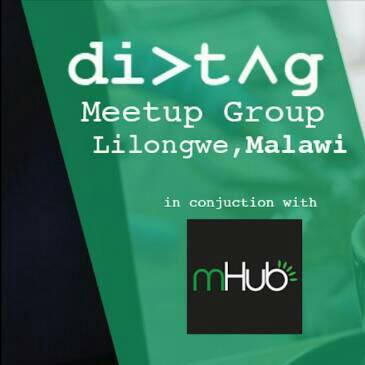 di>t^g
Meetup Group
Lilongwe,Malawi
in conjuction with
mHub